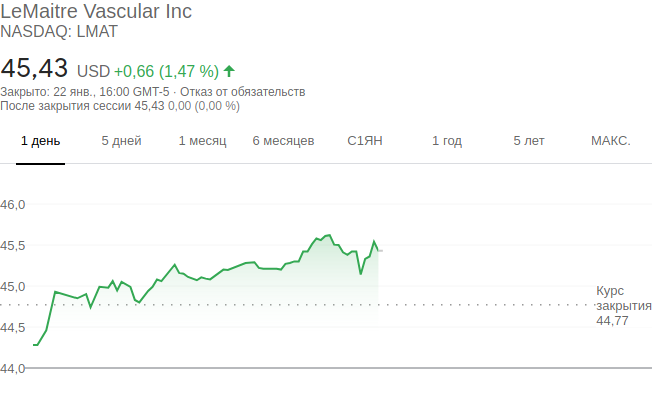 LeMaitre Vascular Inc
NASDAQ: LMAT
45,43 USD +0,66 (1,47 %)
Закрыто: 22 янв., 16:00 GMT-5 · Отказ от обязательств
После закрытия сессии 45,43 0,00 (0,00 %)
1 день 5 дней 1 месяц 6 месяцев С1ЯН 1 год 5 лет МАКС.
46,0
45,5
45,0
Курс
закрытия
44,77
44,5
44,0